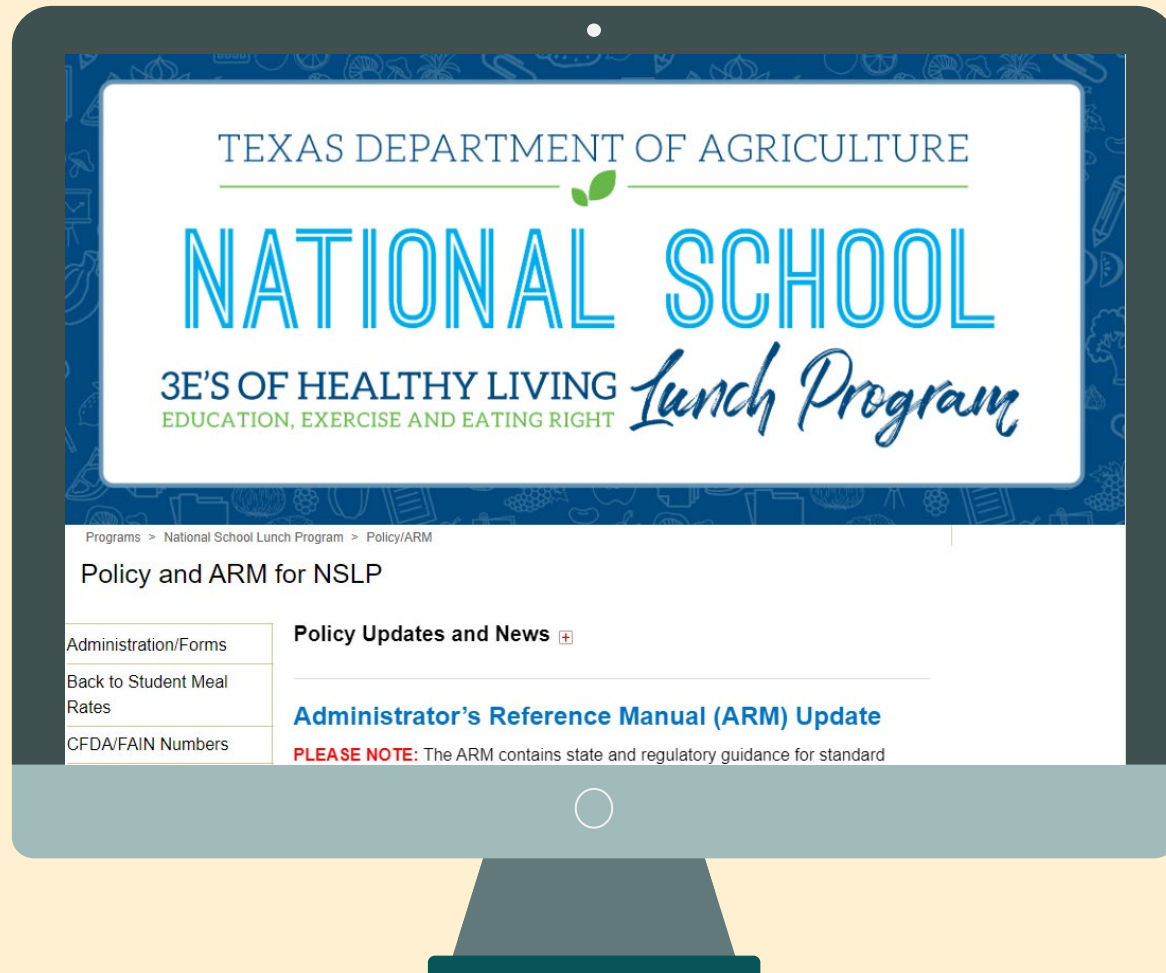 TEXAS DEPARTMENT OF AGRICULTURE
NATIONAL SCHOOL
3E'S OF HEALTHY LIVING
EDUCATION, EXERCISE AND EATING RIGHT
Lunch Program
Programs > National School Lunch Program > Policy/ARM
Policy and ARM for NSLP
Administration/Forms
Back to Student Meal
Rates
CFDA/FAIN Numbers
Policy Updates and News
Administrator's Reference Manual (ARM) Update
PLEASE NOTE: The ARM contains state and regulatory guidance for standard